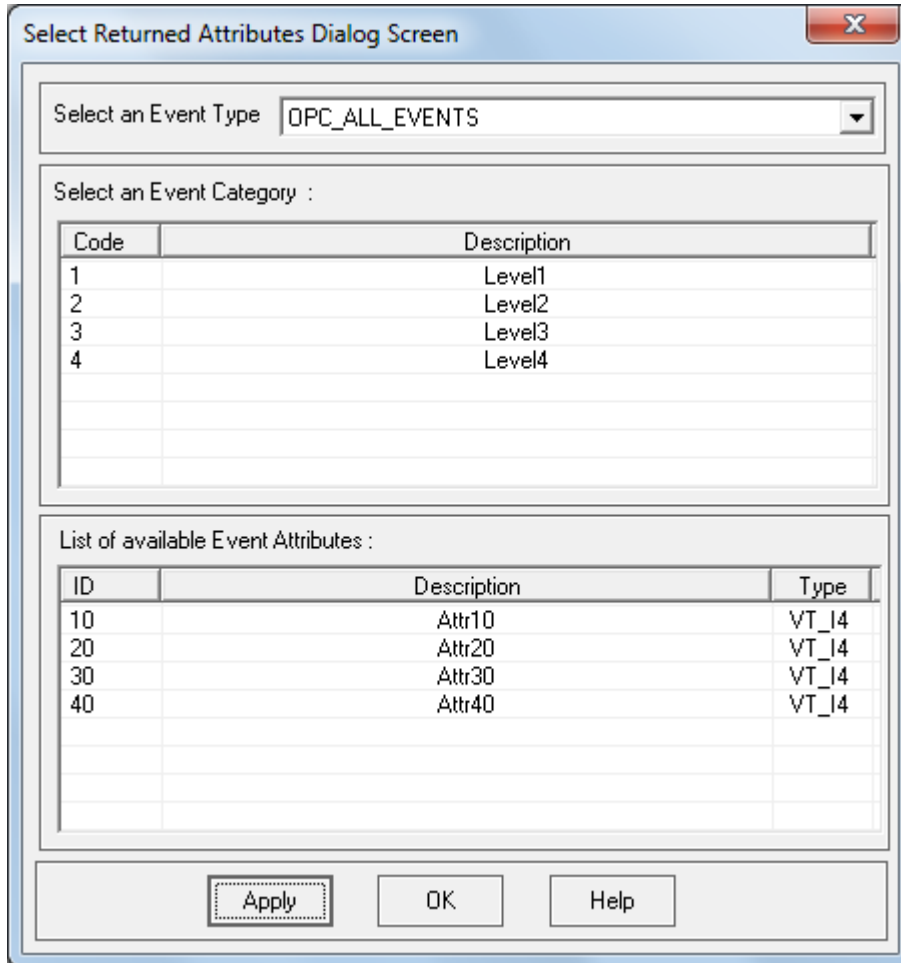 Select Returned Attributes Dialog Screen
Select an Event Type OPC_ALL_EVENTS
Select an Event Category :
Code Description
1 Level1
2 Level2
3 Level3
4 Level4
List of available Event Attributes :
ID Description Type
10 Attr10 VT_I4
20 Attr20 VT_I4
30 Attr30 VT_I4
40 Attr40 VT_I4
Apply OK Help